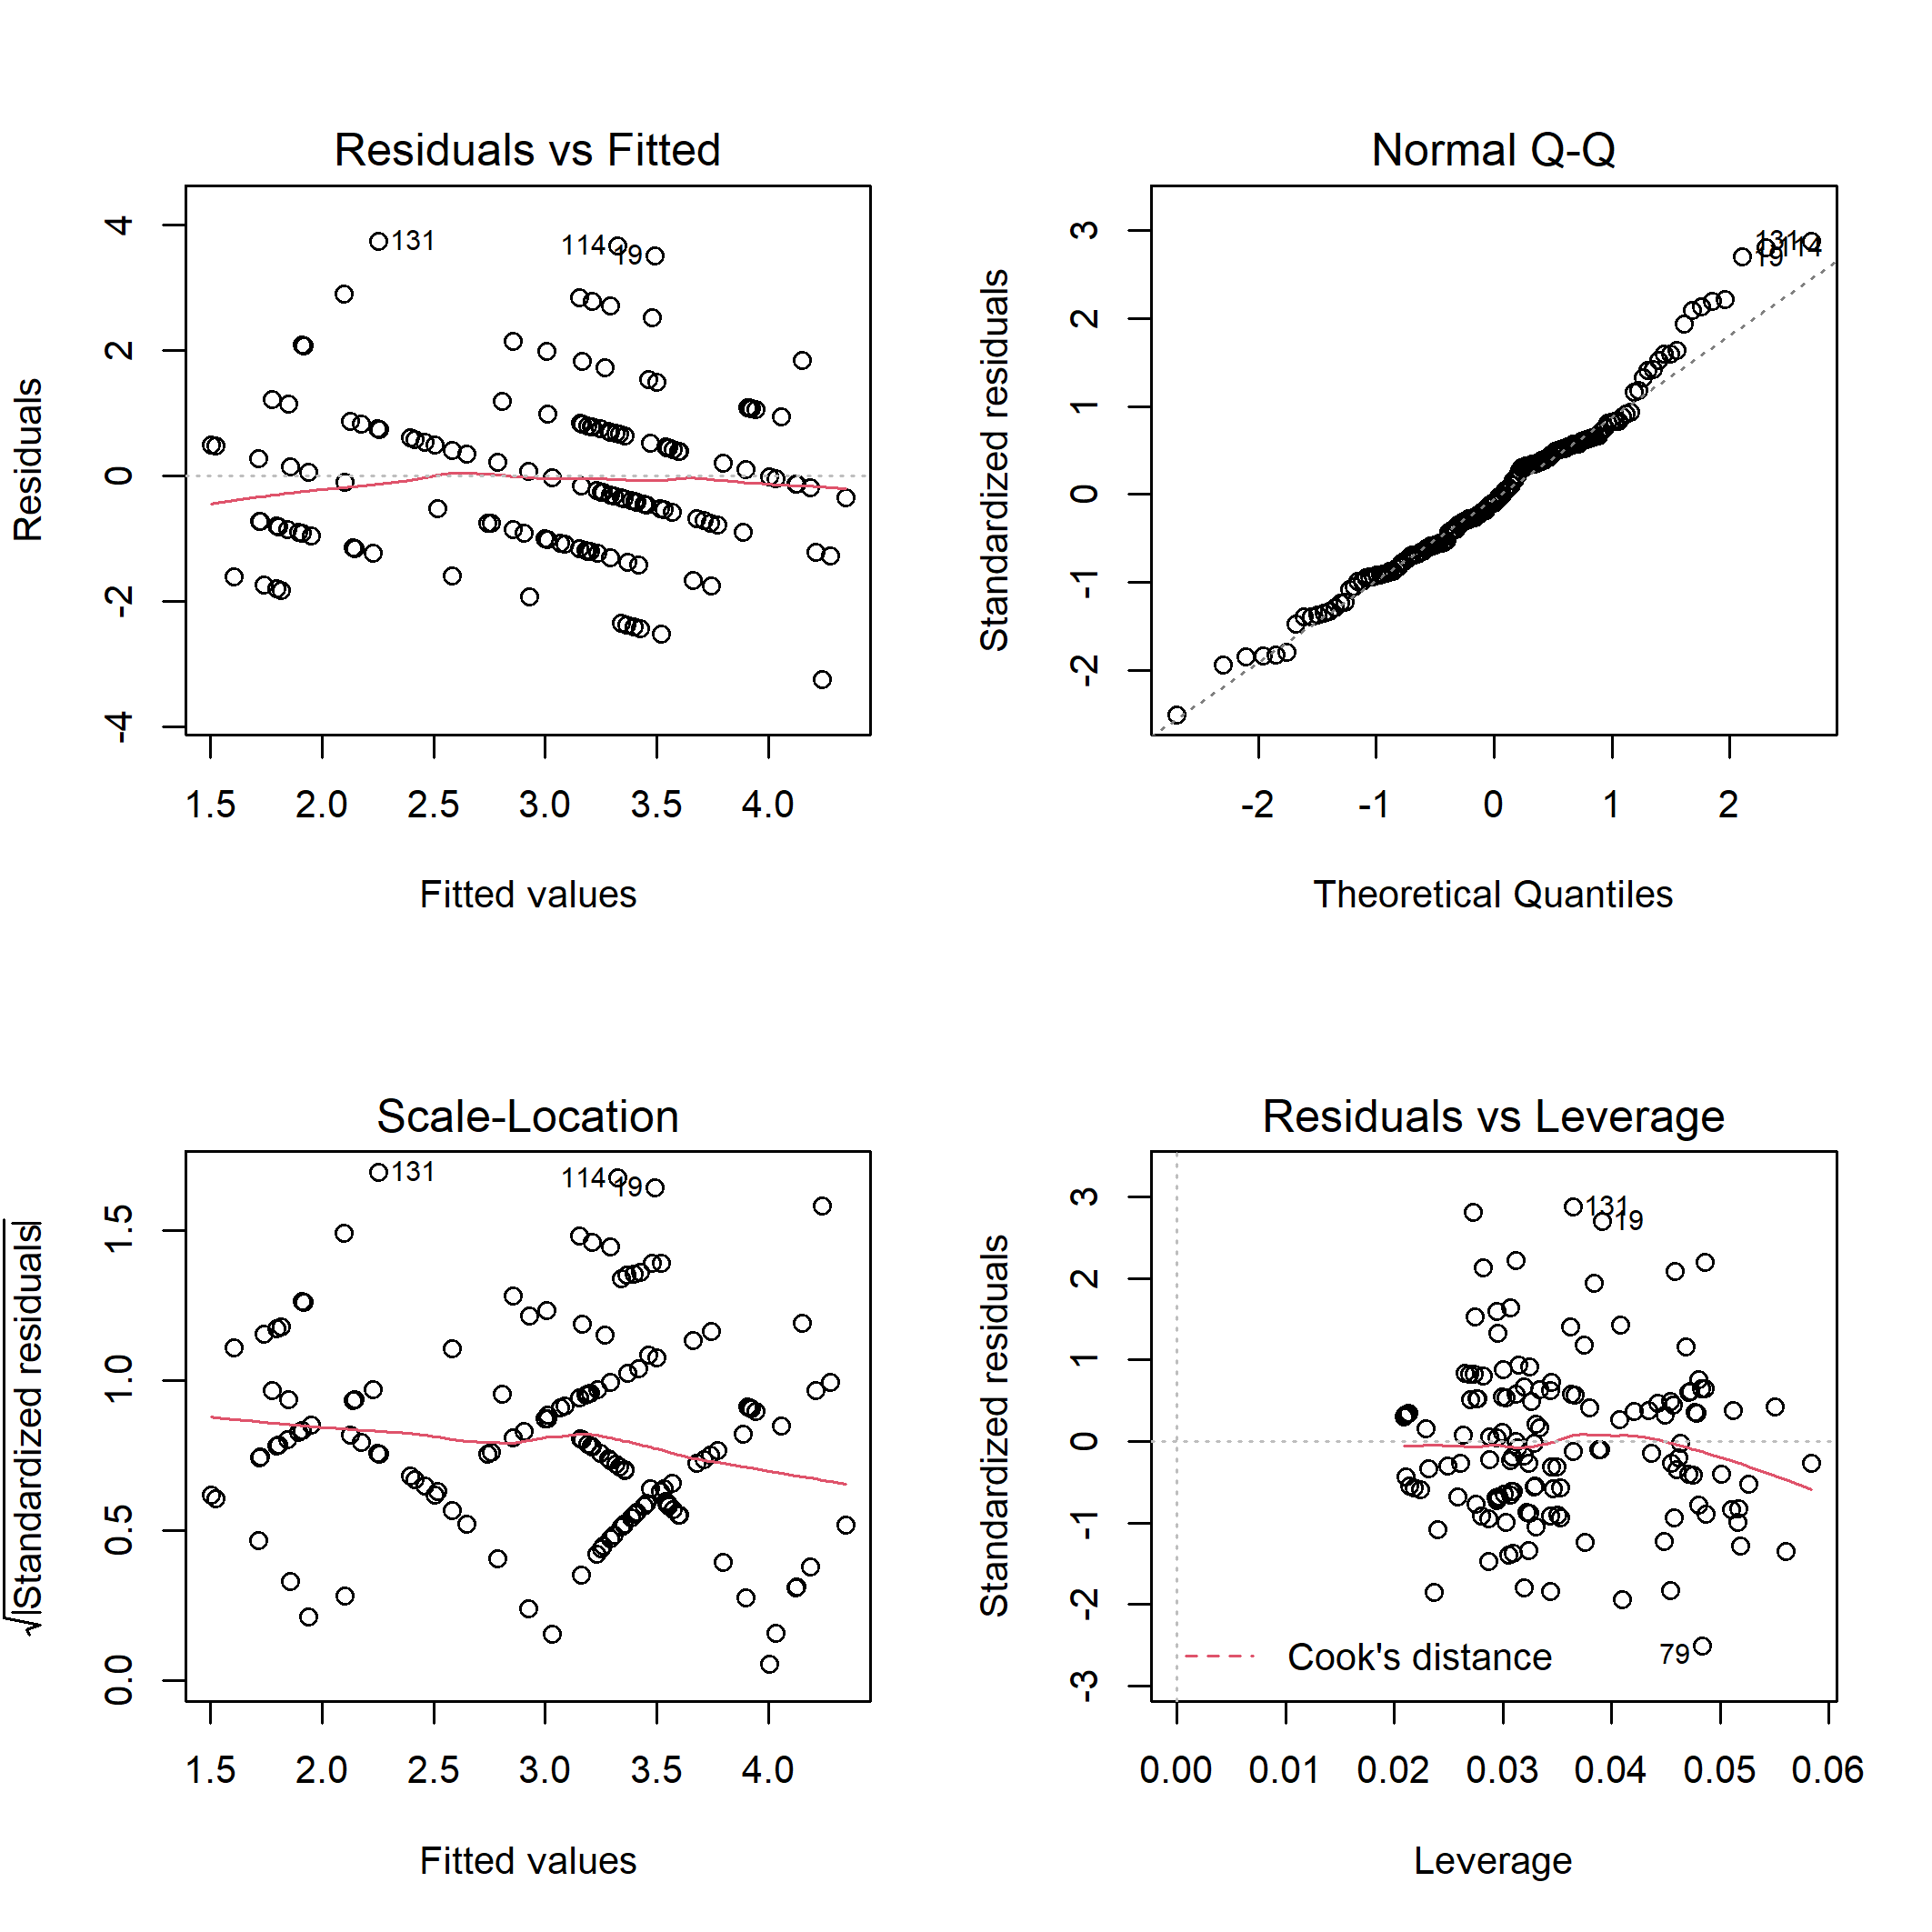 Residuals vs Fitted
Residuals
4
2
0
-2
-4
131
114
19
1.5 2.0 2.5 3.0 3.5 4.0
Fitted values
Normal Q-Q
Standardized residuals
3
2
1
0
-1
-2
131
114
19
-2 -1 0 1 2
Theoretical Quantiles
Scale-Location
√|Standardized residuals|
1.5
1.0
0.5
0.0
131
114
19
1.5 2.0 2.5 3.0 3.5 4.0
Fitted values
Residuals vs Leverage
Standardized residuals
3
2
1
0
-1
-2
-3
131
19
79
Cook's distance
0.00 0.01 0.02 0.03 0.04 0.05 0.06
Leverage